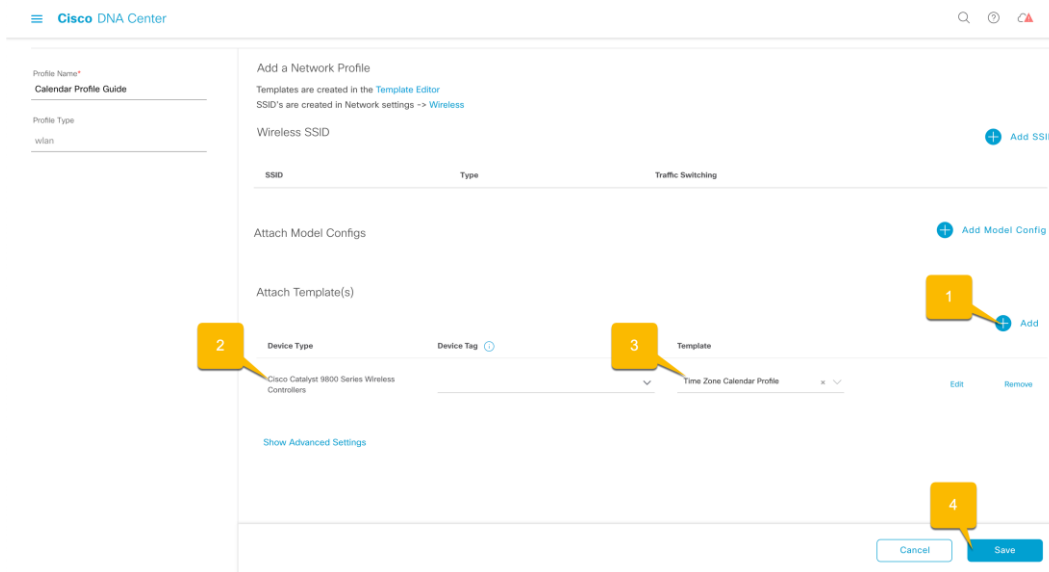 Cisco DNA Center
Profile Name*
Calendar Profile Guide
Profile Type
wlan
Add a Network Profile
Templates are created in the Template Editor
SSID's are created in Network settings -> Wireless
Wireless SSID
Add SSI
SSID Type Traffic Switching
Attach Model Configs
Add Model Config
Attach Template(s)
1
Add
2
Device Type Device Tag
3
Template
Cisco Catalyst 9800 Series Wireless
Controllers
Time Zone Calendar Profile
Edit Remove
Show Advanced Settings
4
Cancel Save